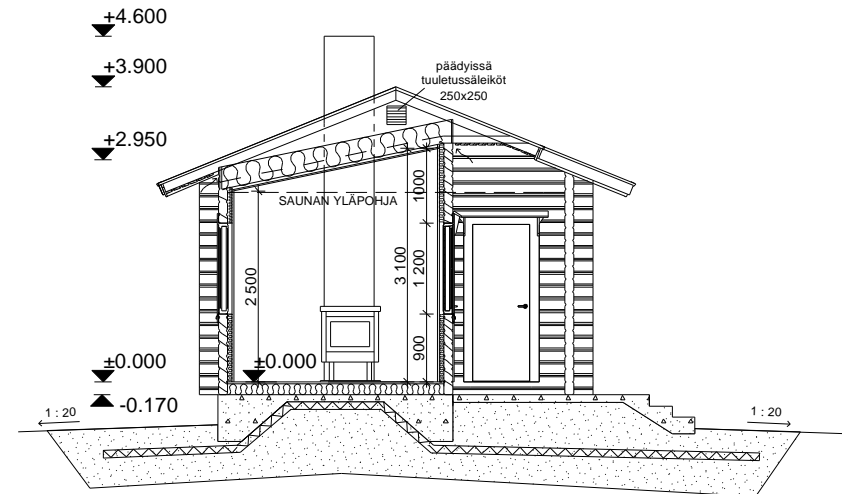 +4.600
+3.900
+2.950
päädyissä
tuuletussäleiköt
250x250
SAUNAN YLÄPOHJA
1000
3 100
1 200
2 500
900
±0.000
±0.000
-0.170
1 : 20
1 : 20